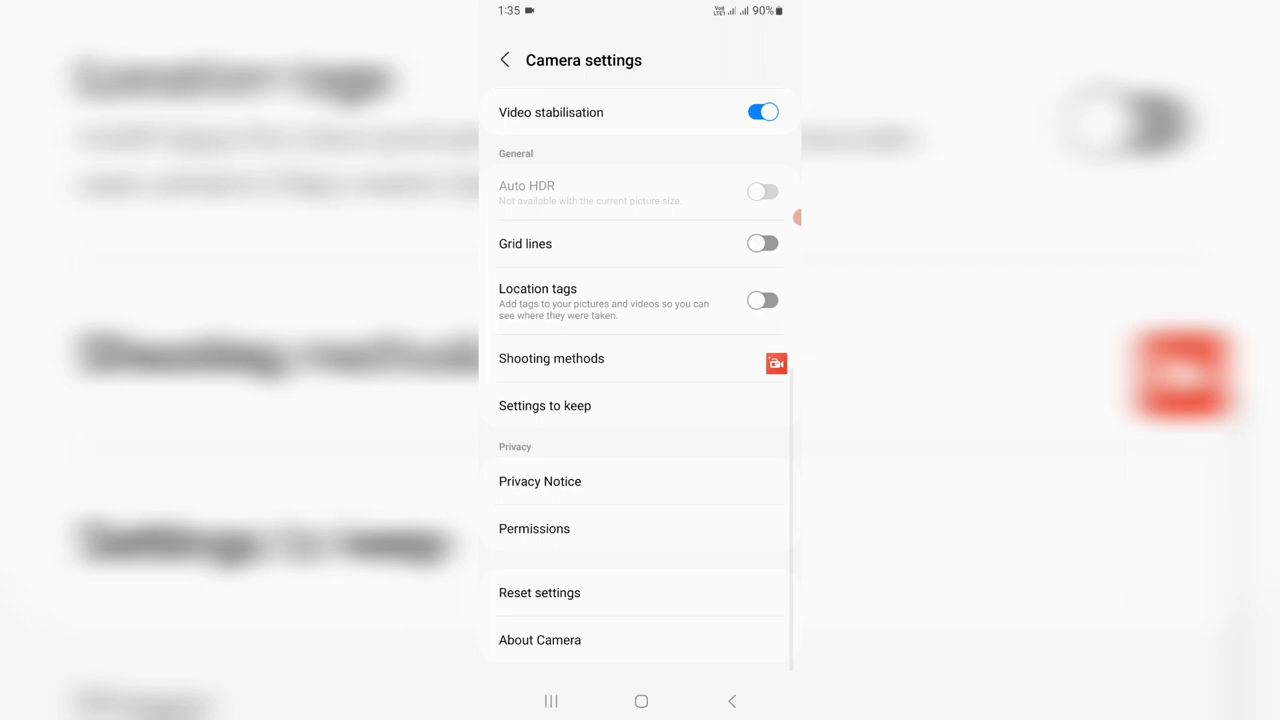 1:35
Vo) LTE1 90%
Camera settings
Video stabilisation
General
Auto HDR
Not available with the current picture size.
Grid lines
Location tags
Add tags to your pictures and videos so you can
see where they were taken.
Shooting methods
Settings to keep
Privacy
Privacy Notice
Permissions
Reset settings
About Camera